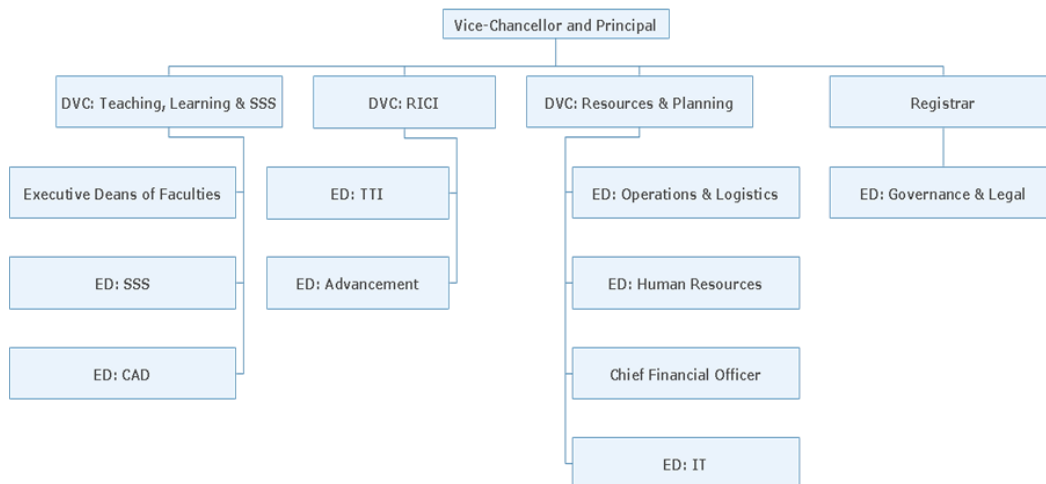 Vice-Chancellor and Principal
DVC: Teaching, Learning & SSS
DVC: RICI
DVC: Resources & Planning
Registrar
Executive Deans of Faculties
ED: TTI
ED: Operations & Logistics
ED: Governance & Legal
ED: SSS
ED: Advancement
ED: Human Resources
ED: CAD
Chief Financial Officer
ED: IT